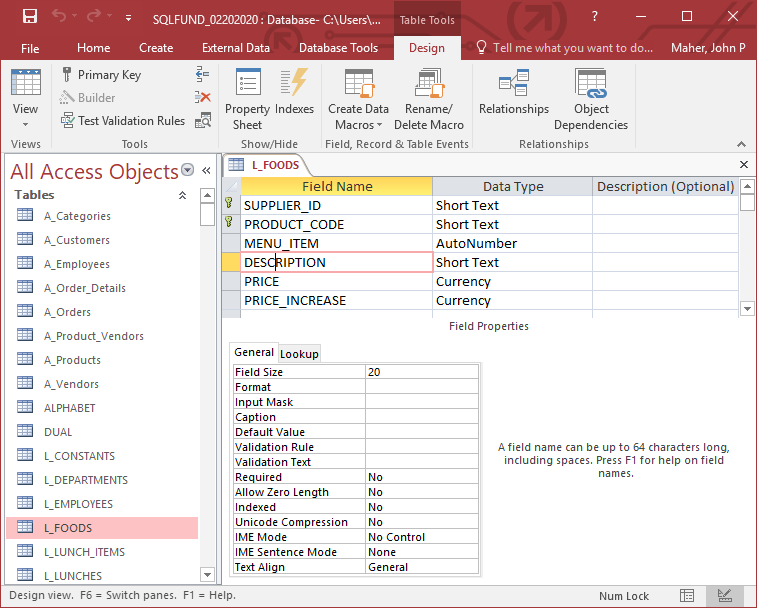 SQLFUND_02202020 : Database- C:\Users\... Table Tools ?
File Home Create External Data Database Tools Design Tell me what you want to do... Maher, John P
View
Views
Primary Key
Builder
Test Validation Rules
Tools
Property Sheet
Indexes
Show/Hide
Create Data Macros
Rename/ Delete Macro
Field, Record & Table Events
Relationships
Object Dependencies
Relationships
All Access Objects «
Tables
A_Categories
A_Customers
A_Employees
A_Order_Details
A_Orders
A_Product_Vendors
A_Products
A_Vendors
ALPHABET
DUAL
L_CONSTANTS
L_DEPARTMENTS
L_EMPLOYEES
L_FOODS
L_LUNCH_ITEMS
L_LUNCHES
L_FOODS
Field Name Data Type Description (Optional)
SUPPLIER_ID Short Text
PRODUCT_CODE Short Text
MENU_ITEM AutoNumber
DESCRIPTION Short Text
PRICE Currency
PRICE_INCREASE Currency
Field Properties
General Lookup
Field Size 20
Format
Input Mask
Caption
Default Value
Validation Rule
Validation Text
Required No
Allow Zero Length No
Indexed No
Unicode Compression No
IME Mode No Control
IME Sentence Mode None
Text Align General
A field name can be up to 64 characters long,
including spaces. Press F1 for help on field
names.
Design view. F6 = Switch panes. F1 = Help. Num Lock